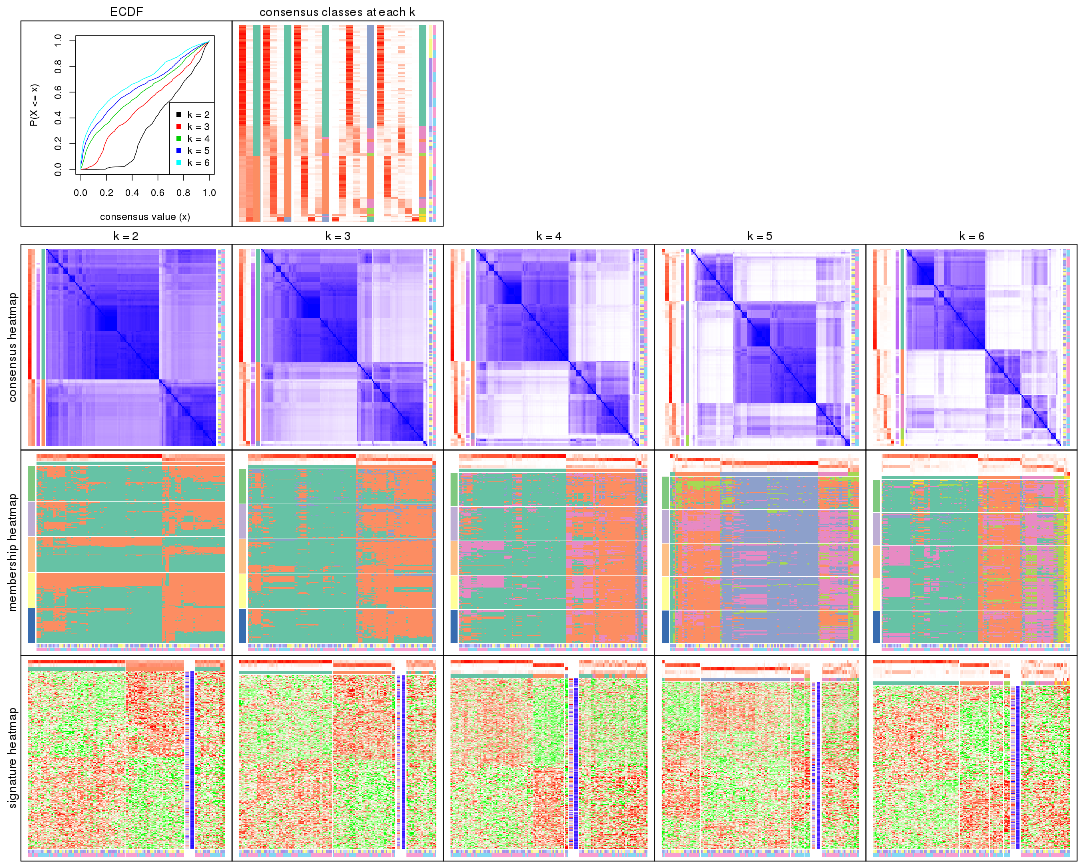 ECDF
consensus classes at each k
P(X <= x)
0.0 0.2 0.4 0.6 0.8 1.0
k = 2
k = 3
k = 4
k = 5
k = 6
0.0 0.2 0.4 0.6 0.8 1.0
consensus value (x)
k = 2 k = 3 k = 4 k = 5 k = 6
consensus heatmap
membership heatmap
signature heatmap